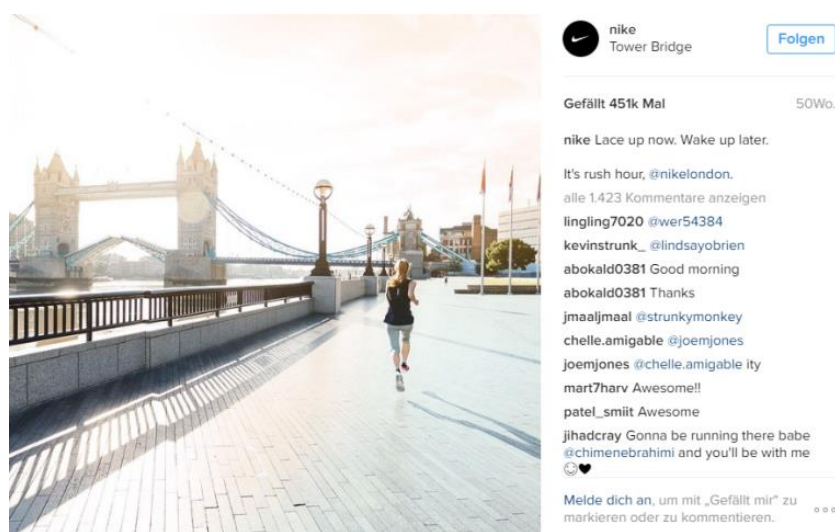 nike
Tower Bridge
Folgen
Gefällt 451k Mal
50Wo.
nike Lace up now. Wake up later.
It's rush hour, @nikelondon.
alle 1.423 Kommentare anzeigen
lingling7020 @wer54384
kevinstrunk_ @lindsayobrien
abokald0381 Good morning
abokald0381 Thanks
jmaaljmaal @strunkymonkey
chelle.amigable @joemjones
joemjones @chelle.amigable ity
mart7harv Awesome!!
patel_smiit Awesome
jihadcray Gonna be running there babe
@chimenebrahimi and you'll be with me
☺♥
Melde dich an, um mit „Gefällt mir“ zu
markieren oder zu kommentieren.